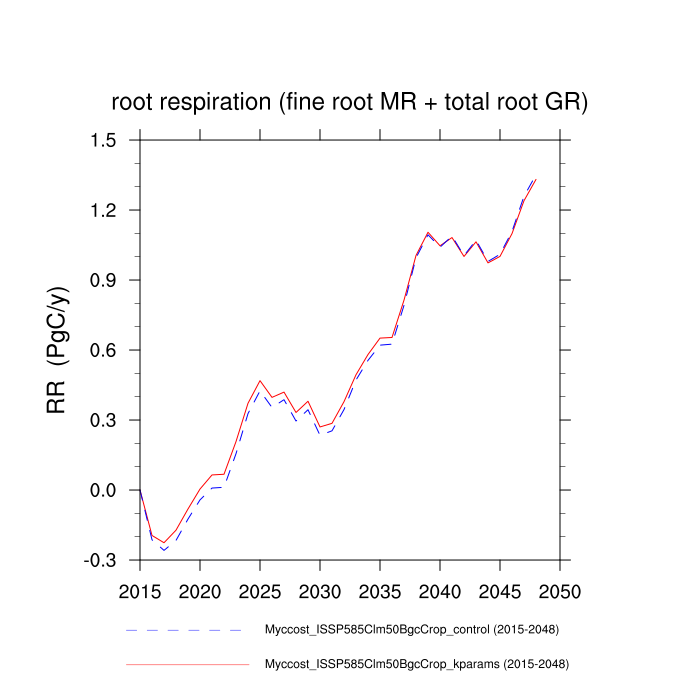 root respiration (fine root MR + total root GR)
1.5
1.2
0.9
0.6
0.3
0.0
-0.3
RR (PgC/y)
2015 2020 2025 2030 2035 2040 2045 2050
Myccost_ISSP585Clm50BgcCrop_control (2015-2048)
Myccost_ISSP585Clm50BgcCrop_kparams (2015-2048)